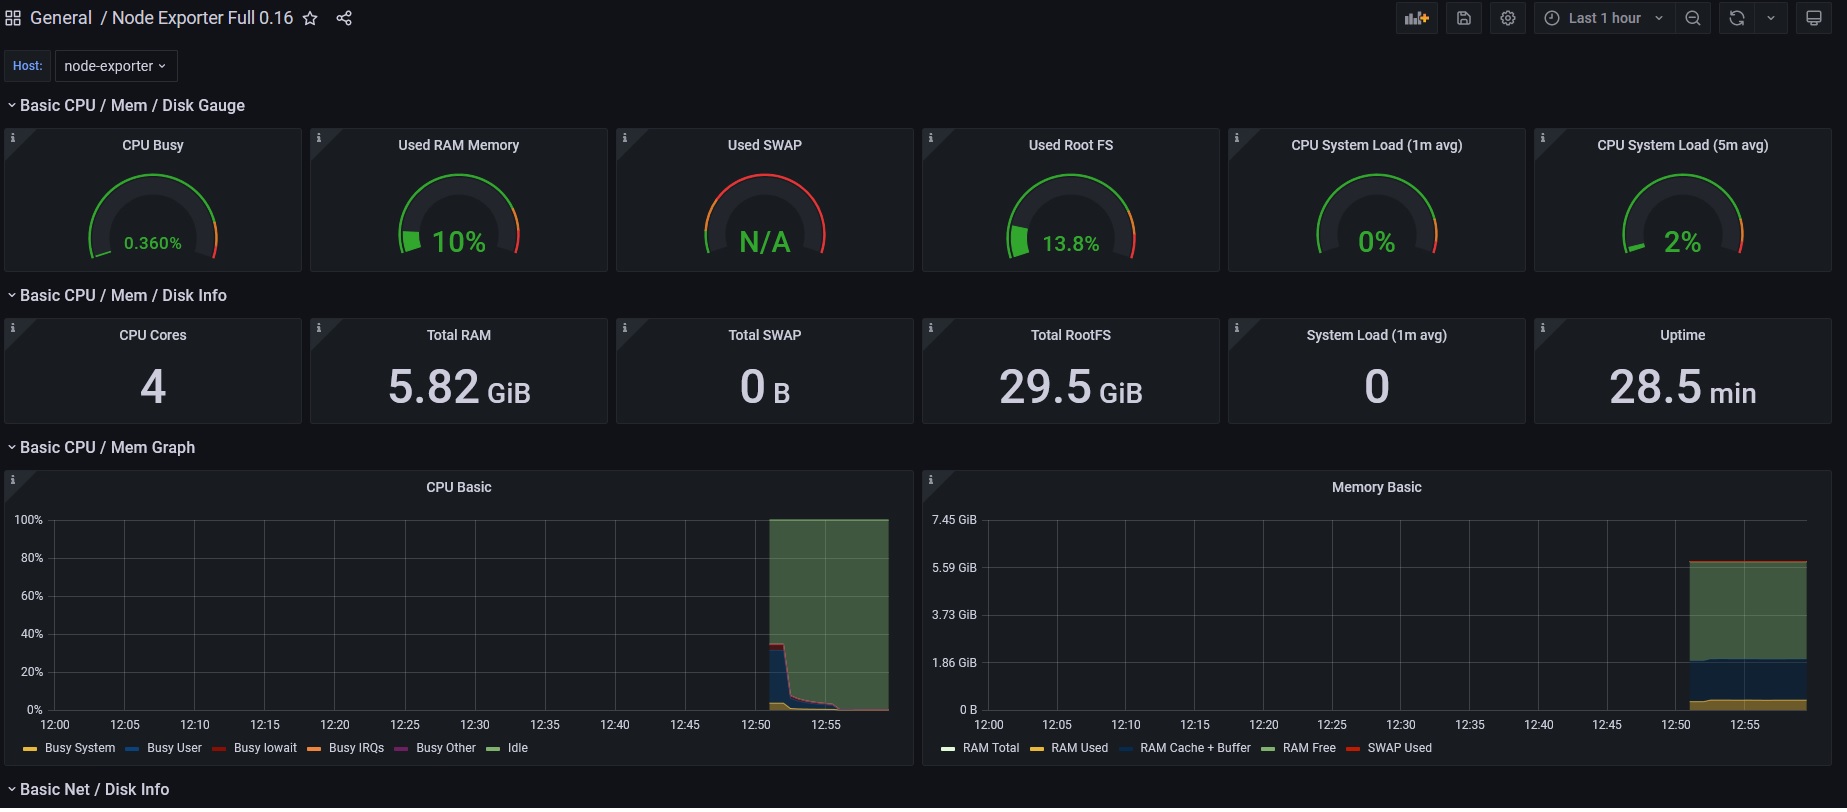 General / Node Exporter Full 0.16
Last 1 hour
Host: node-exporter
Basic CPU / Mem / Disk Gauge
CPU Busy
0.360%
Used RAM Memory
10%
Used SWAP
N/A
Used Root FS
13.8%
CPU System Load (1m avg)
0%
CPU System Load (5m avg)
2%
Basic CPU / Mem / Disk Info
CPU Cores
4
Total RAM
5.82 GiB
Total SWAP
0 B
Total RootFS
29.5 GiB
System Load (1m avg)
0
Uptime
28.5 min
Basic CPU / Mem Graph
CPU Basic
100%
80%
60%
40%
20%
0%
12:00 12:05 12:10 12:15 12:20 12:25 12:30 12:35 12:40 12:45 12:50 12:55
Busy System Busy User Busy Iowait Busy IRQs Busy Other Idle
Memory Basic
7.45 GiB
5.59 GiB
3.73 GiB
1.86 GiB
0 B
12:00 12:05 12:10 12:15 12:20 12:25 12:30 12:35 12:40 12:45 12:50 12:55
RAM Total RAM Used RAM Cache + Buffer RAM Free SWAP Used
Basic Net / Disk Info